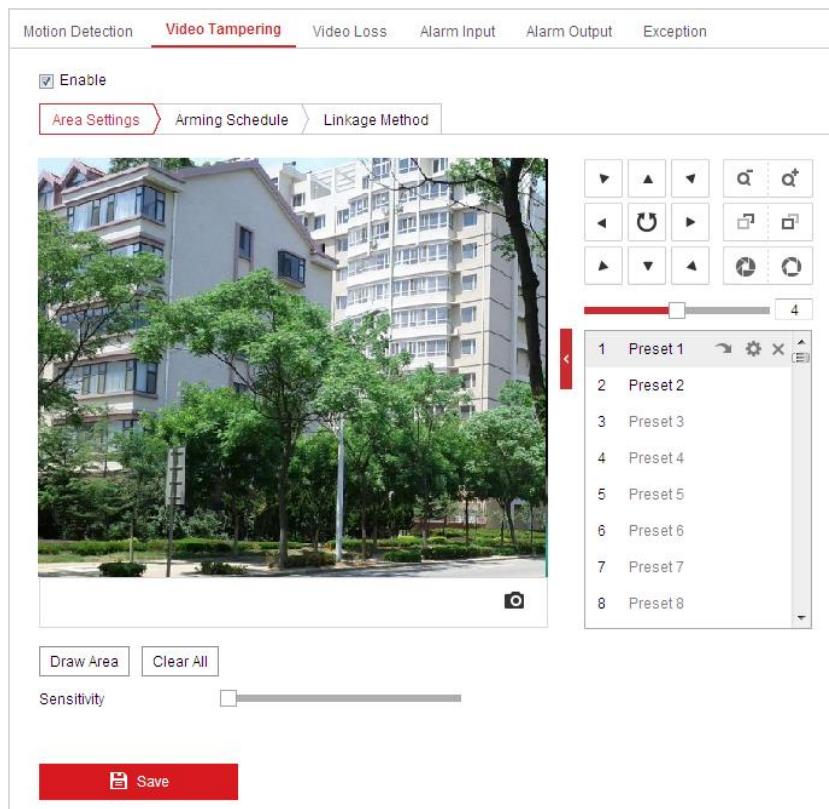 Motion Detection Video Tampering Video Loss Alarm Input Alarm Output Exception
Enable
Area Settings Arming Schedule Linkage Method
4
1 Preset 1
2 Preset 2
3 Preset 3
4 Preset 4
5 Preset 5
6 Preset 6
7 Preset 7
8 Preset 8
Draw Area Clear All
Sensitivity
Save